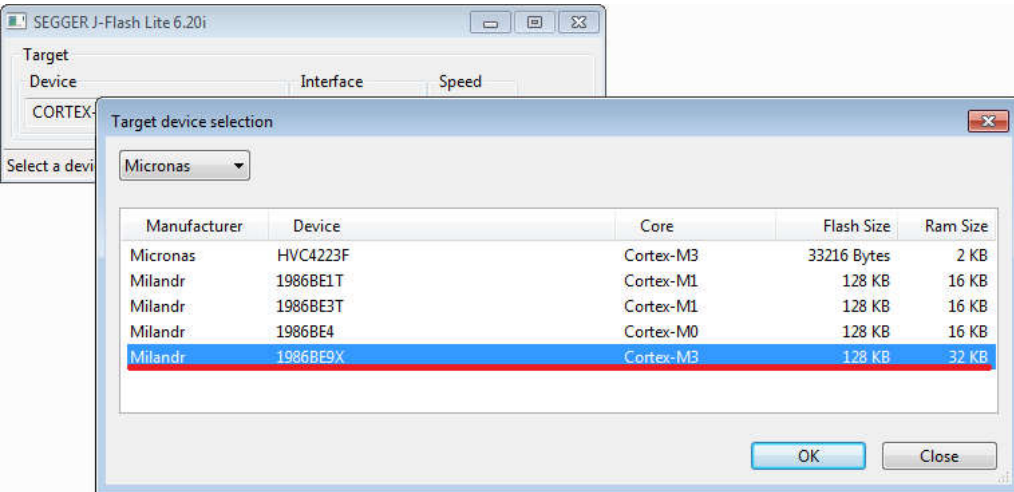 SEGGER J-Flash Lite 6.20i
Target
Device Interface Speed
CORTEX-
Select a devi
Target device selection
Micronas
Manufacturer Device Core Flash Size Ram Size
Micronas HVC4223F Cortex-M3 33216 Bytes 2 KB
Milandr 1986BE1T Cortex-M1 128 KB 16 KB
Milandr 1986BE3T Cortex-M1 128 KB 16 KB
Milandr 1986BE4 Cortex-M0 128 KB 16 KB
Milandr 1986BE9X Cortex-M3 128 KB 32 KB
OK Close